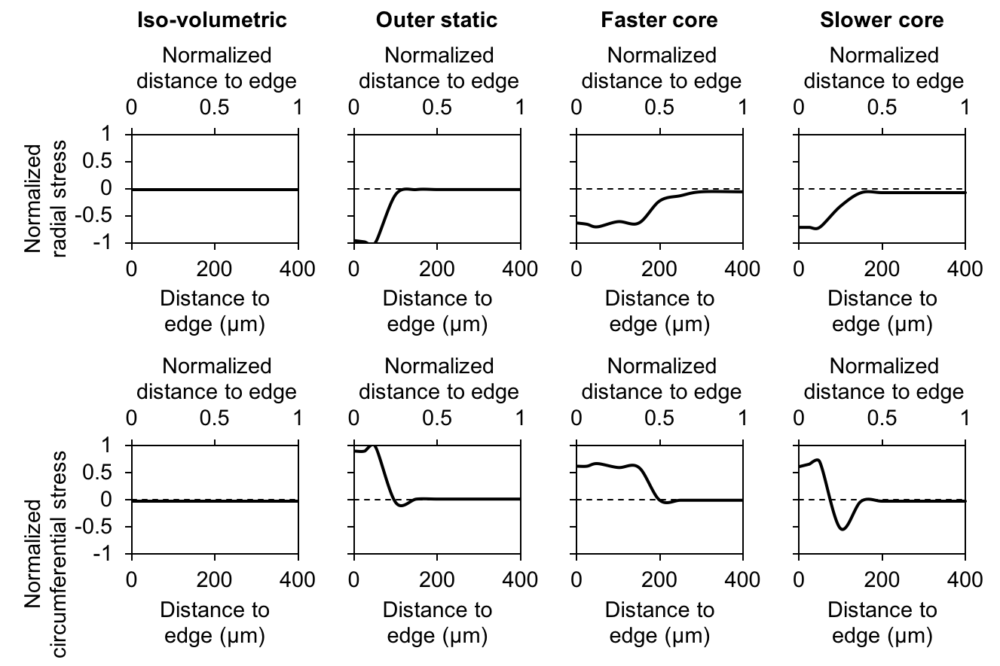 Iso-volumetric
Outer static
Faster core
Slower core
Normalized
distance to edge
Normalized
distance to edge
Normalized
distance to edge
Normalized
distance to edge
0 0.5 1
0 0.5 1
0 0.5 1
0 0.5 1
Normalized
radial stress
1
0.5
0
-0.5
-1
0 200 400
0 200 400
0 200 400
0 200 400
Distance to
edge (µm)
Distance to
edge (µm)
Distance to
edge (µm)
Distance to
edge (µm)
Normalized
distance to edge
Normalized
distance to edge
Normalized
distance to edge
Normalized
distance to edge
0 0.5 1
0 0.5 1
0 0.5 1
0 0.5 1
Normalized
circumferential stress
1
0.5
0
-0.5
-1
0 200 400
0 200 400
0 200 400
0 200 400
Distance to
edge (µm)
Distance to
edge (µm)
Distance to
edge (µm)
Distance to
edge (µm)